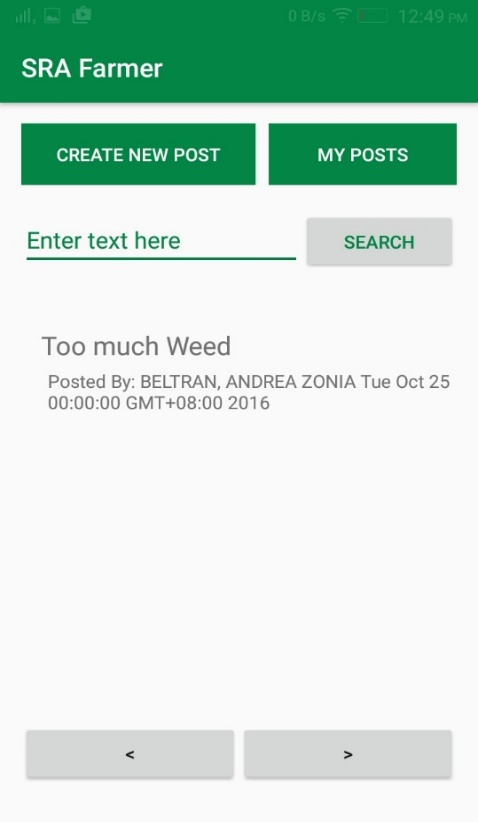 0 B/s 12:49 PM
SRA Farmer
CREATE NEW POST MY POSTS
Enter text here SEARCH
Too much Weed
Posted By: BELTRAN, ANDREA ZONIA Tue Oct 25
00:00:00 GMT+08:00 2016
< >